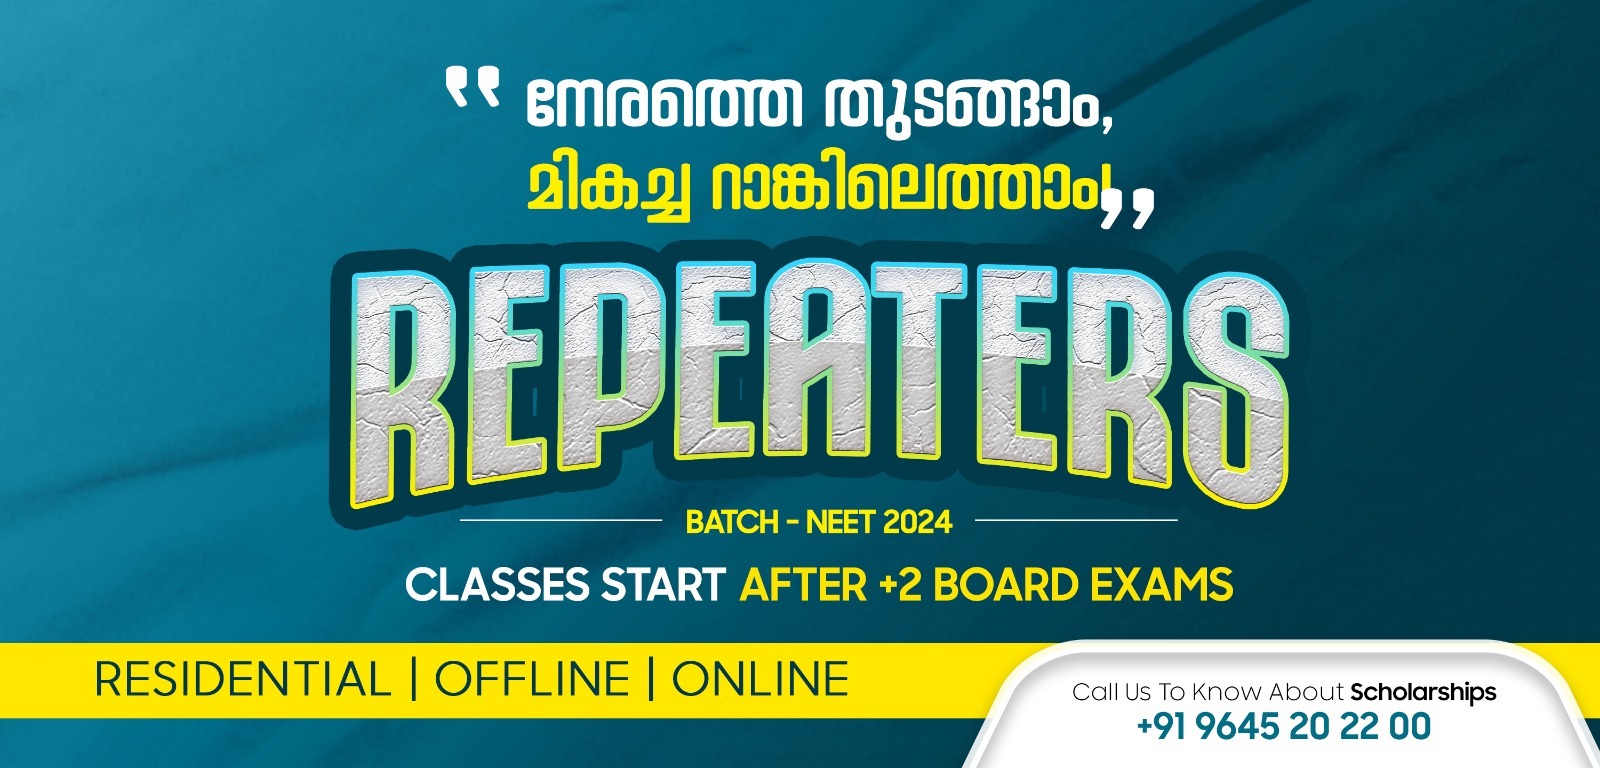 " നേരത്തെ തുടങ്ങാം,
മികച്ച റാങ്കിലെത്താം! "
REPEATERS
BATCH - NEET 2024
CLASSES START AFTER +2 BOARD EXAMS
RESIDENTIAL | OFFLINE | ONLINE
Call Us To Know About Scholarships
+91 9645 20 22 00